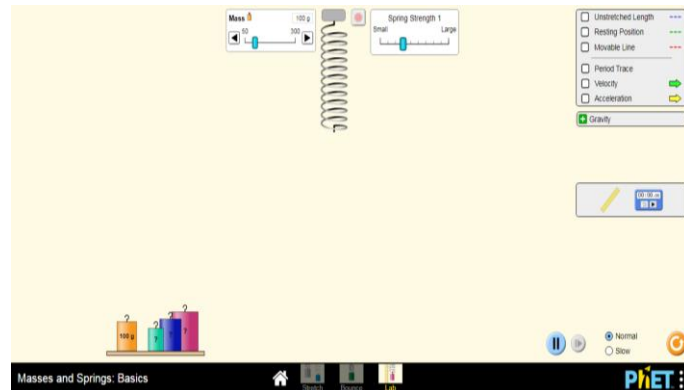 Mass
100 g
50
300
Spring Strength 1
Small
Large
Unstretched Length
Resting Position
Movable Line
Period Trace
Velocity
Acceleration
Gravity
100 g
?
?
?
Normal
Slow
Masses and Springs: Basics
Stretch
Bounce
Lab
PhET